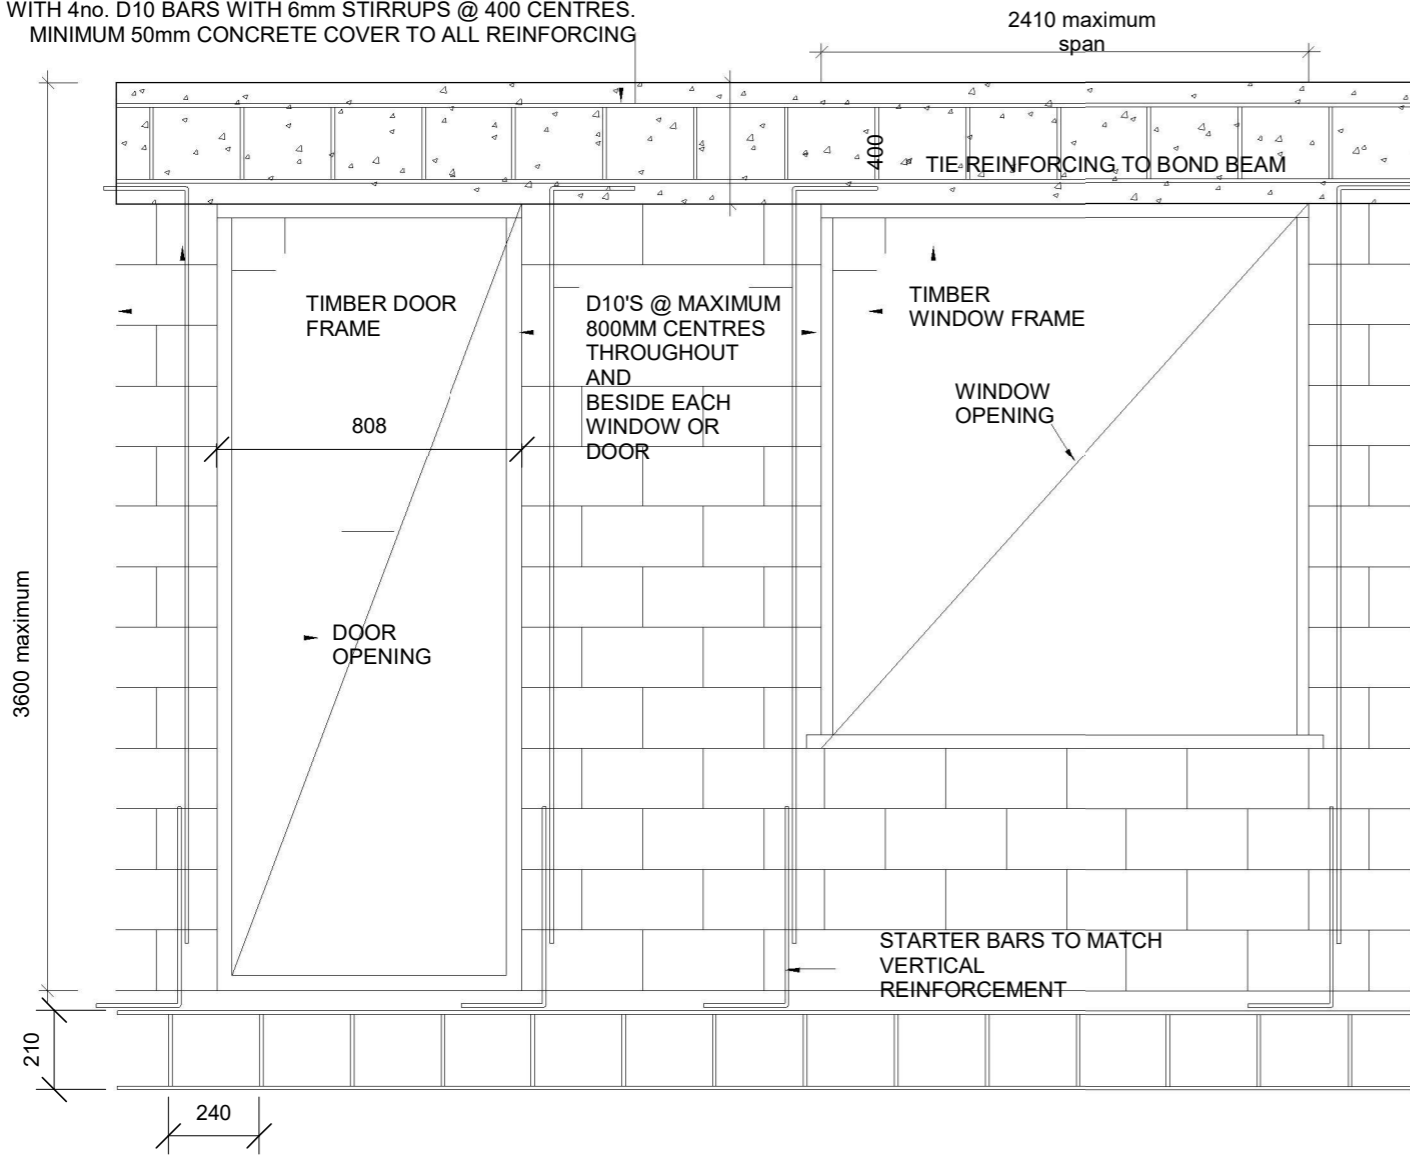 WITH 4no. D10 BARS WITH 6mm STIRRUPS @ 400 CENTRES.
MINIMUM 50mm CONCRETE COVER TO ALL REINFORCING
2410 maximum
span
400
TIE REINFORCING TO BOND BEAM
TIMBER DOOR
FRAME
D10'S @ MAXIMUM
800MM CENTRES
THROUGHOUT
AND
BESIDE EACH
WINDOW OR
DOOR
TIMBER
WINDOW FRAME
WINDOW
OPENING
808
3600 maximum
DOOR
OPENING
STARTER BARS TO MATCH
VERTICAL
REINFORCEMENT
210
240